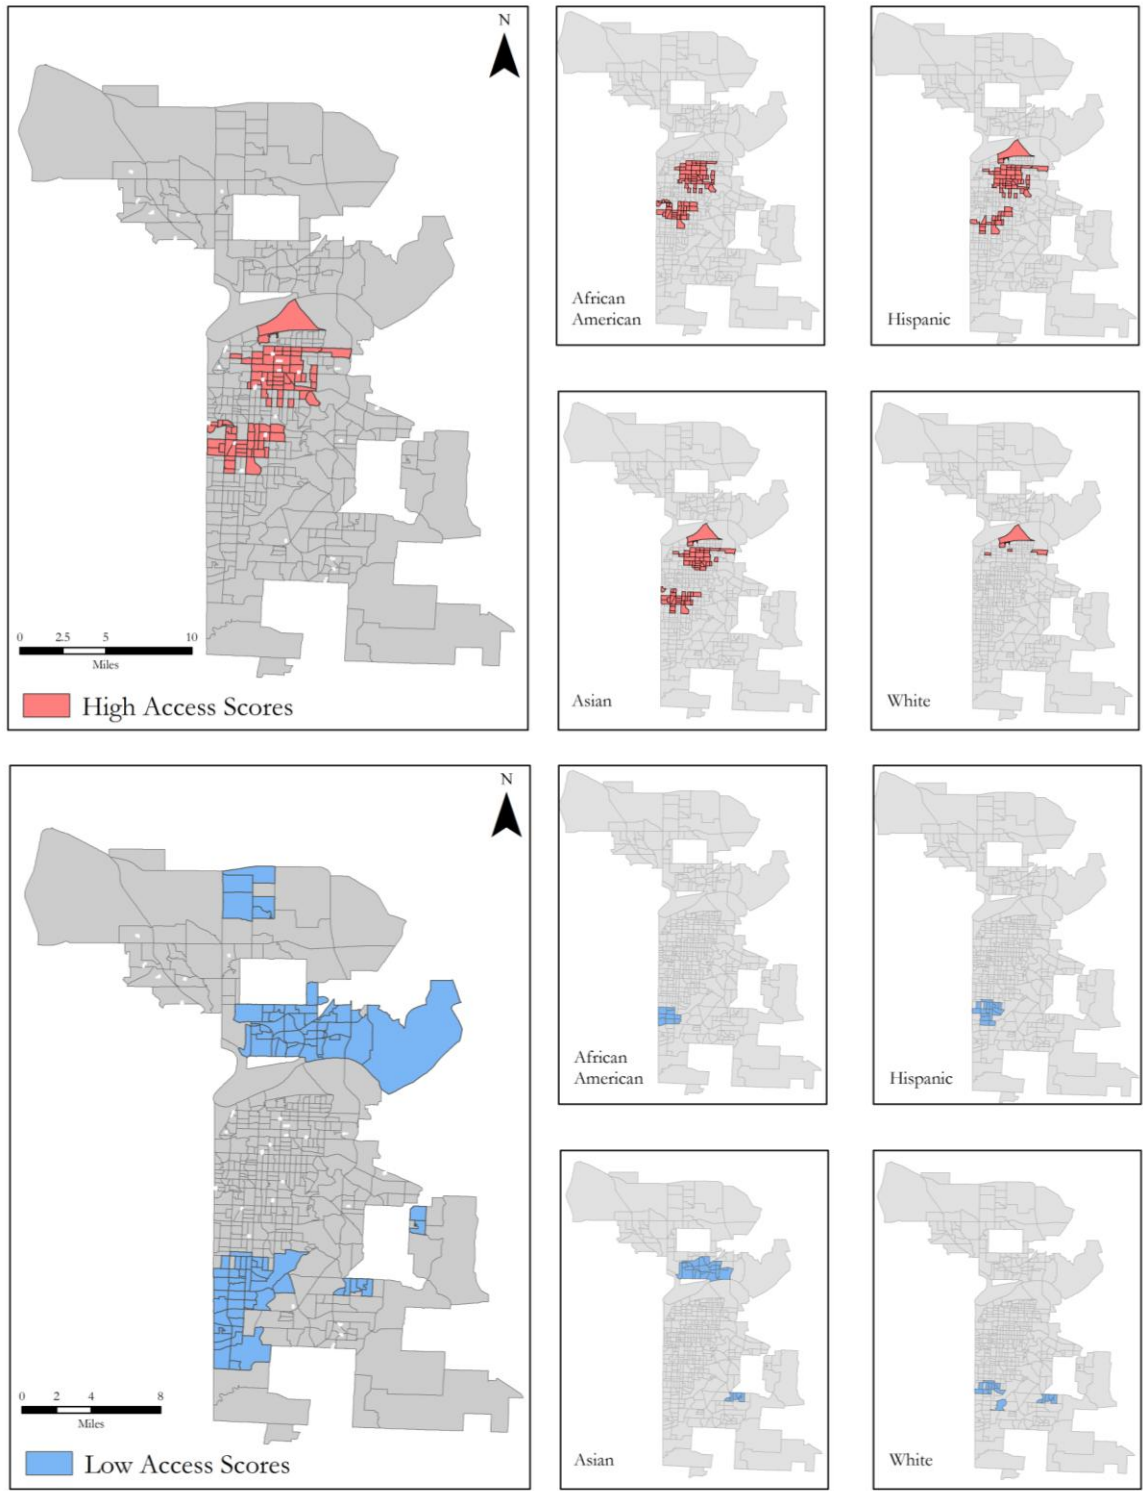 N
0 2.5 5 10
Miles
High Access Scores
African
American
Hispanic
Asian
White
N
0 2 4 8
Miles
Low Access Scores
African
American
Hispanic
Asian
White